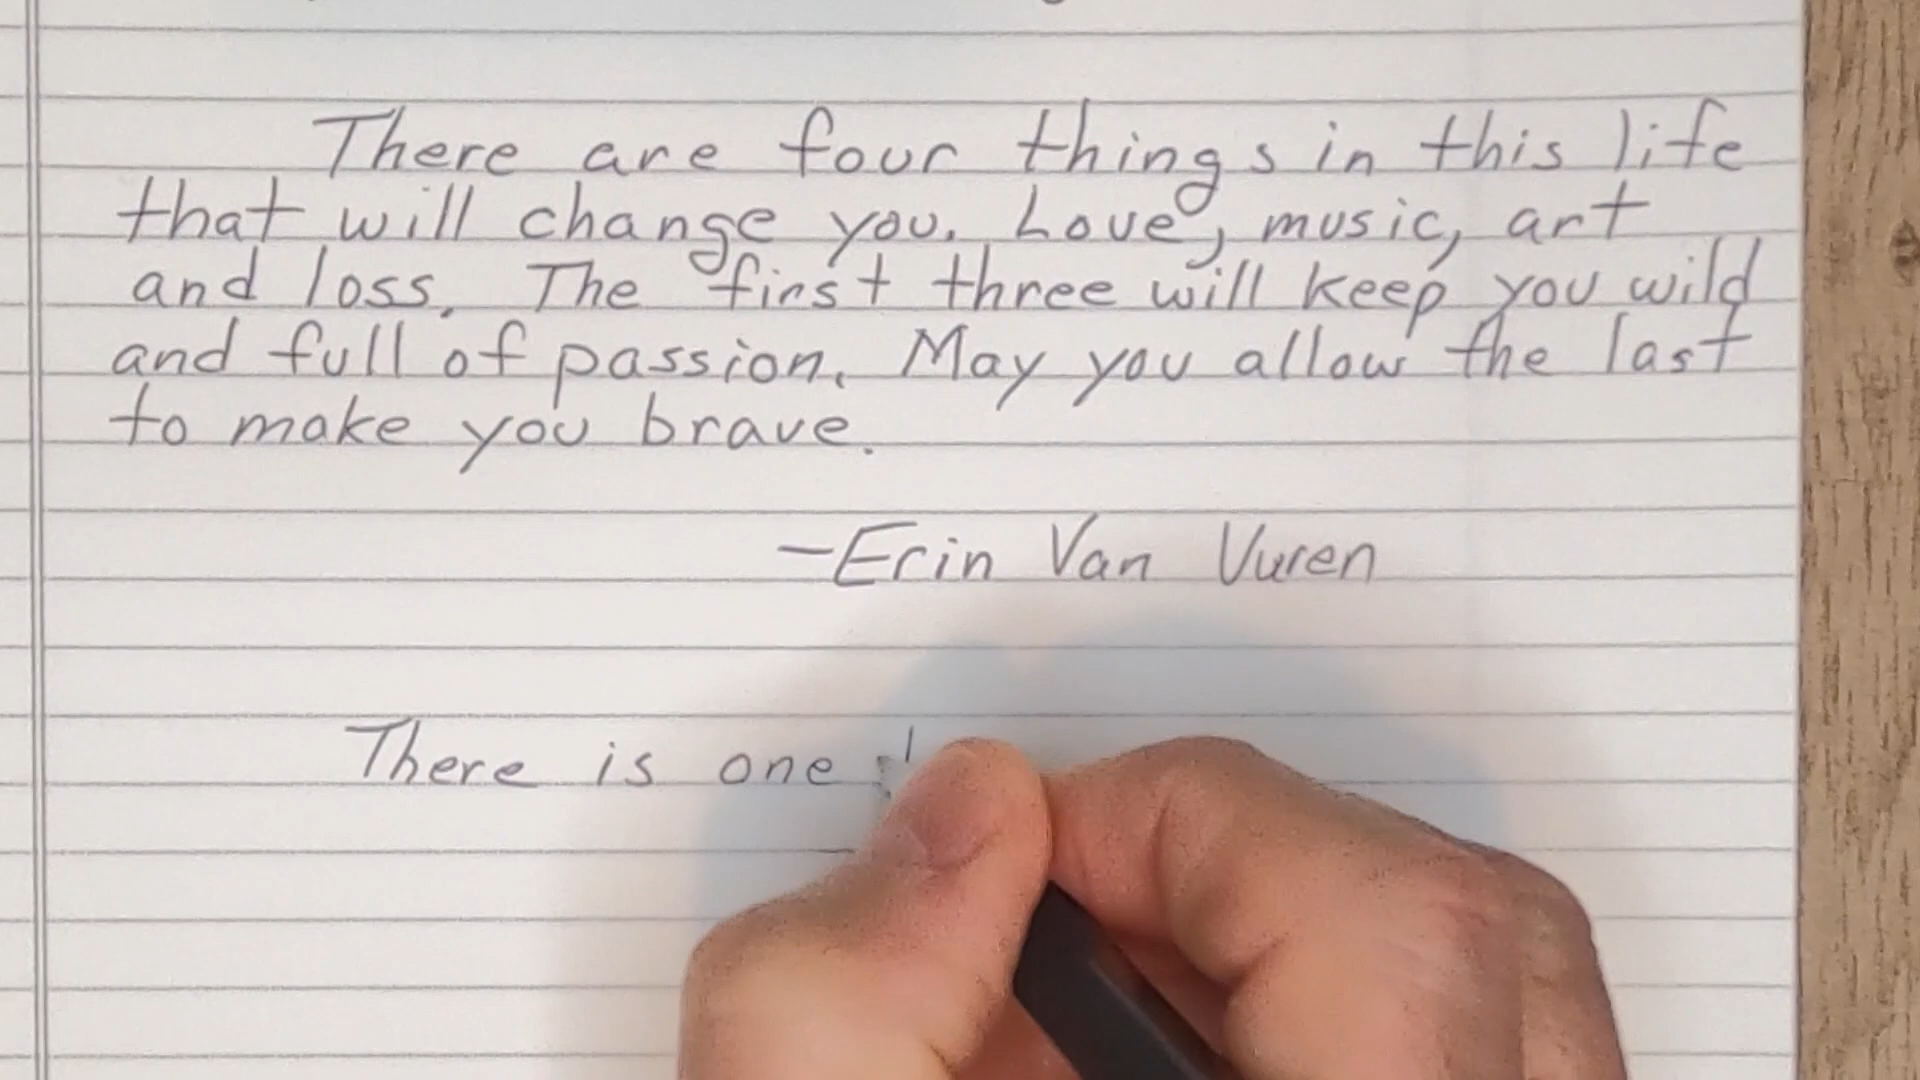 There are four things in this life
that will change you. Love, music, art
and loss. The first three will keep you wild
and full of passion. May you allow the last
to make you brave.
-Erin Van Vuren
There is one